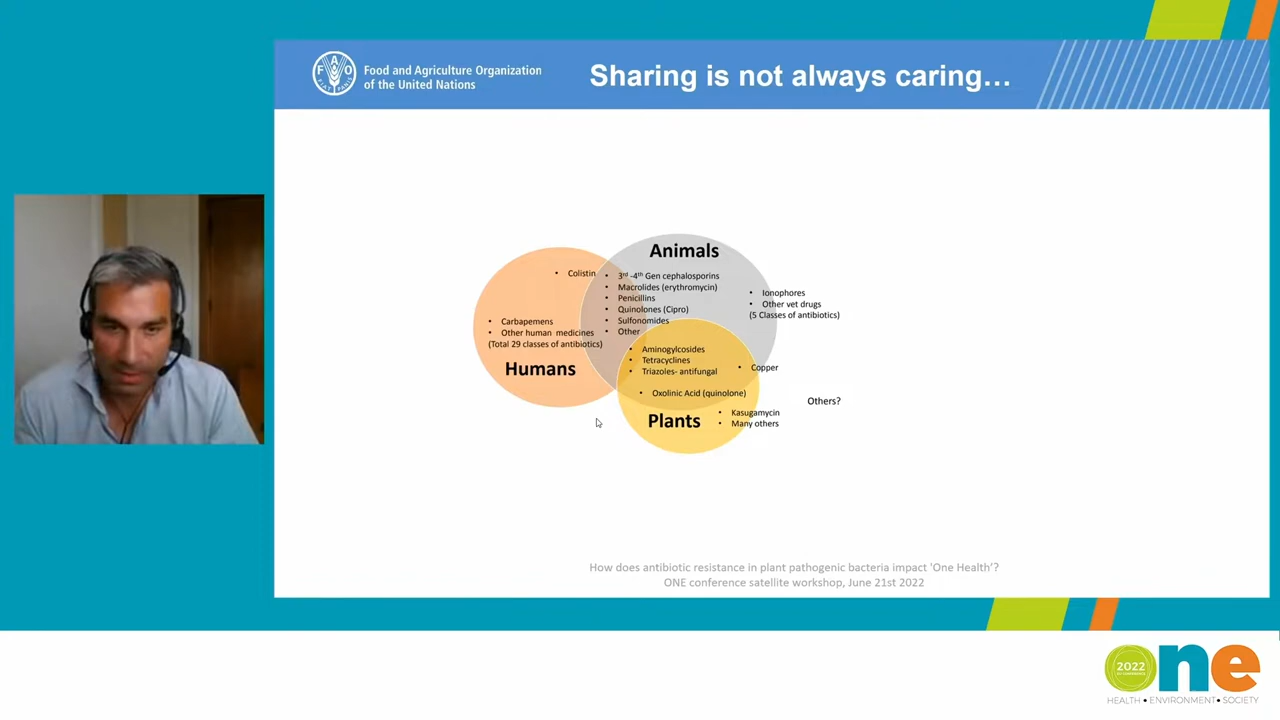 Food and Agriculture Organization
of the United Nations
Sharing is not always caring...
Animals
• Colistin
• 3rd -4th Gen cephalosporins
• Macrolides (erythromycin)
• Penicillins
• Quinolones (Cipro)
• Sulfonomides
• Other
• Ionophores
• Other vet drugs
(5 Classes of antibiotics)
• Carbapemens
• Other human medicines
(Total 29 classes of antibiotics)
Humans
• Aminogylcosides
• Tetracyclines
• Triazoles- antifungal
• Copper
• Oxolinic Acid (quinolone)
Others?
Plants
• Kasugamycin
• Many others
How does antibiotic resistance in plant pathogenic bacteria impact 'One Health'?
ONE conference satellite workshop, June 21st 2022
2022
one
HEALTH • ENVIRONMENT • SOCIETY